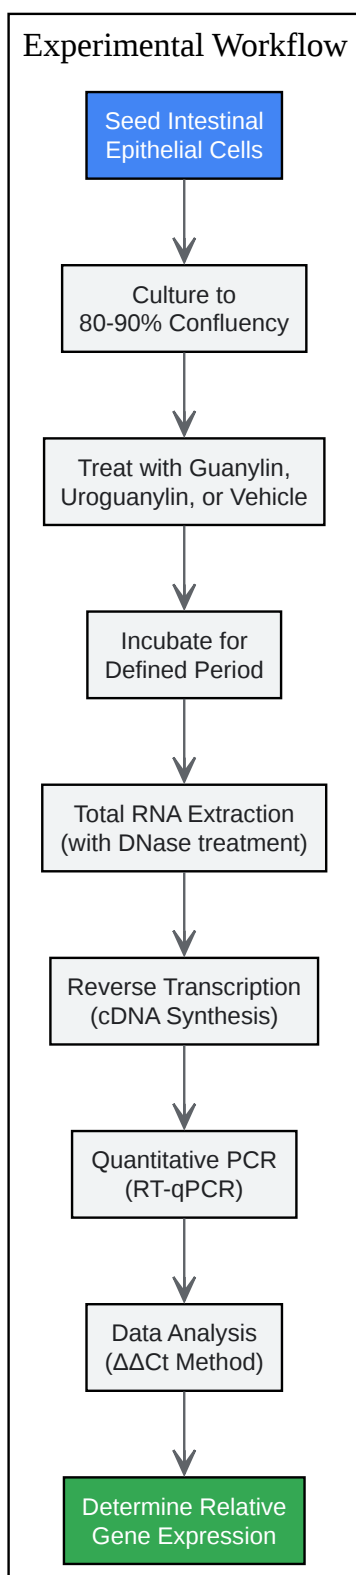 Experimental Workflow
Seed Intestinal
Epithelial Cells
Culture to
80-90% Confluency
Treat with Guanylin,
Uroguanylin, or Vehicle
Incubate for
Defined Period
Total RNA Extraction
(with DNase treatment)
Reverse Transcription
(cDNA Synthesis)
Quantitative PCR
(RT-qPCR)
Data Analysis
(ΔΔCt Method)
Determine Relative
Gene Expression